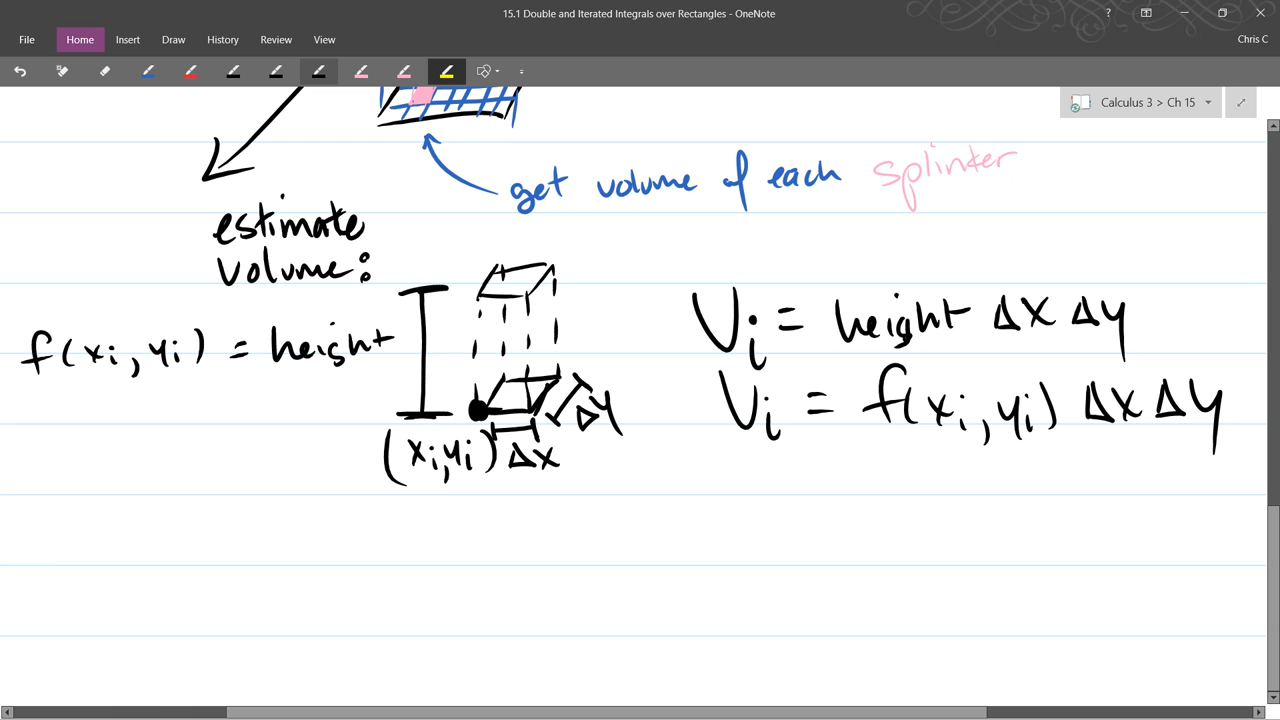 15.1 Double and Iterated Integrals over Rectangles - OneNote
File Home Insert Draw History Review View
Chris C
Calculus 3 > Ch 15
get volume of each splinter
estimate
volume:
f(xi, yi) = height
(xi, yi) Δx
Δy
Vi = height Δx Δy
Vi = f(xi, yi) Δx Δy